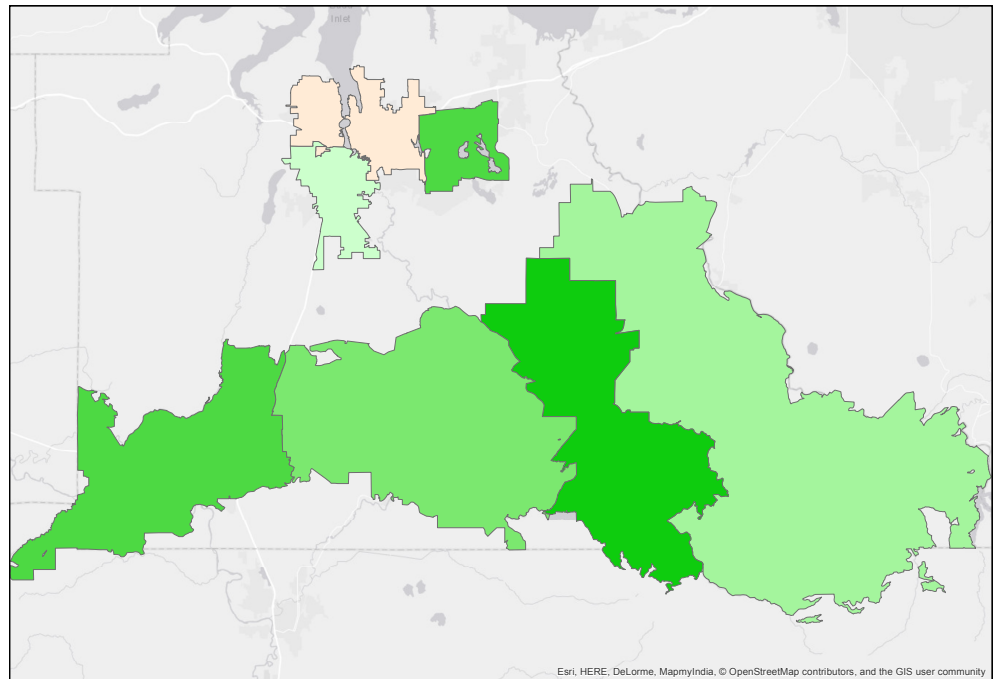 Inlet
Esri, HERE, DeLorme, MapmyIndia, © OpenStreetMap contributors, and the GIS user community